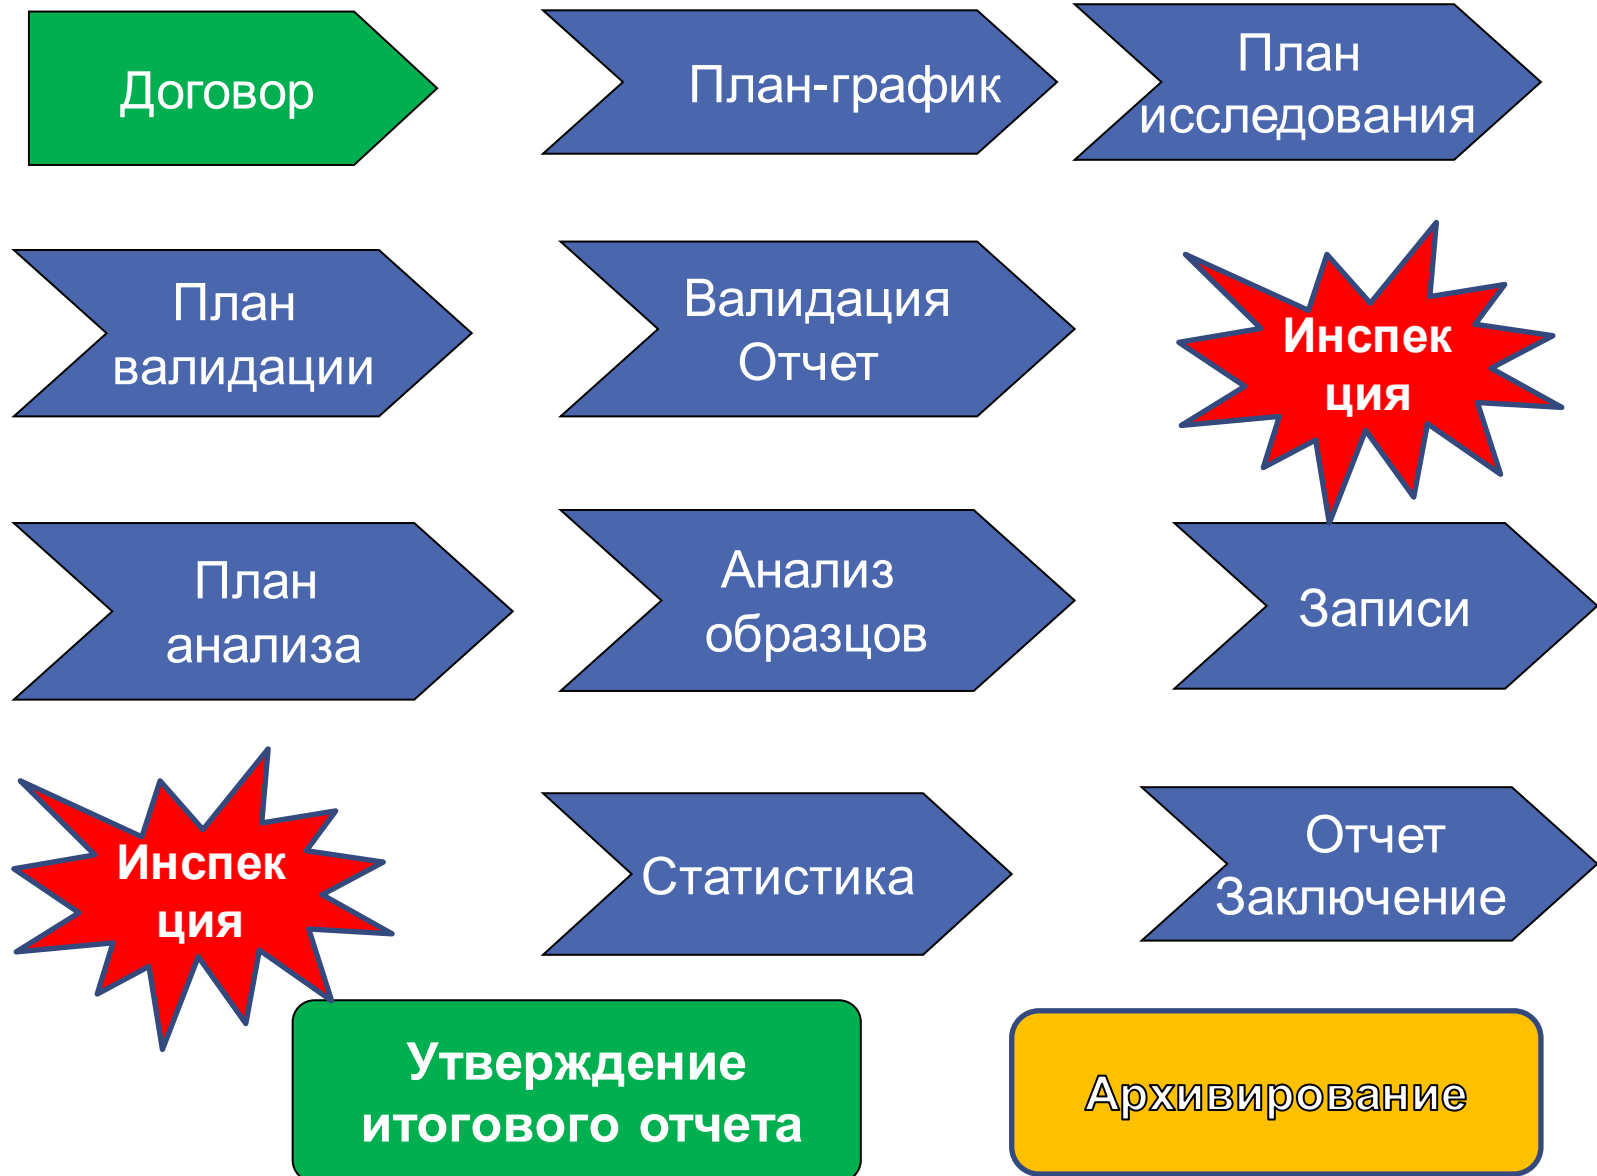 Договор
План-график
План
исследования
План
валидации
Валидация
Отчет
Инспек
ция
План
анализа
Анализ
образцов
Записи
Инспек
ция
Статистика
Отчет
Заключение
Утверждение
итогового отчета
Архивирование